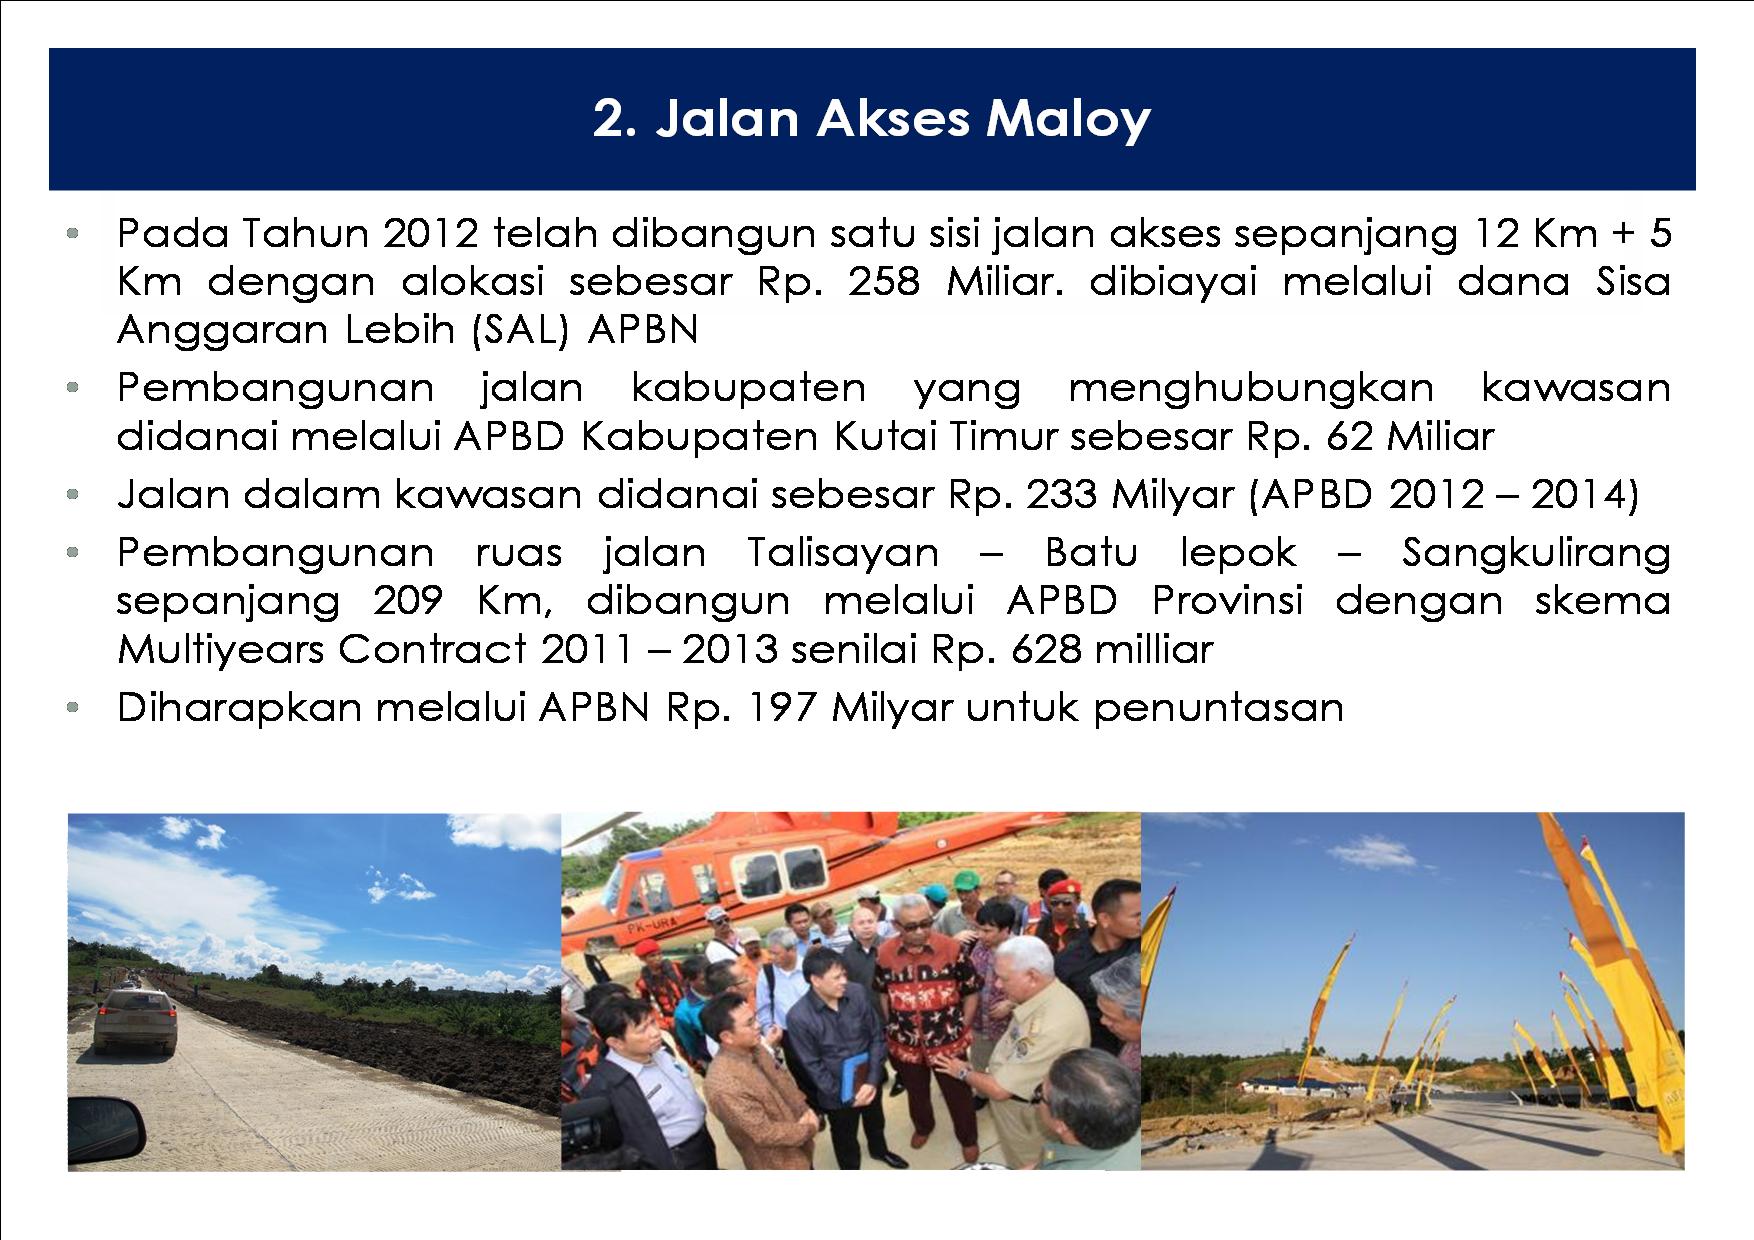 2. Jalan Akses Maloy
• Pada Tahun 2012 telah dibangun satu sisi jalan akses sepanjang 12 Km + 5
Km dengan alokasi sebesar Rp. 258 Miliar. dibiayai melalui dana Sisa
Anggaran Lebih (SAL) APBN
• Pembangunan jalan kabupaten yang menghubungkan kawasan
didanai melalui APBD Kabupaten Kutai Timur sebesar Rp. 62 Miliar
• Jalan dalam kawasan didanai sebesar Rp. 233 Milyar (APBD 2012 – 2014)
• Pembangunan ruas jalan Talisayan – Batu lepok – Sangkulirang
sepanjang 209 Km, dibangun melalui APBD Provinsi dengan skema
Multiyears Contract 2011 – 2013 senilai Rp. 628 milliar
• Diharapkan melalui APBN Rp. 197 Milyar untuk penuntasan
PK-URA